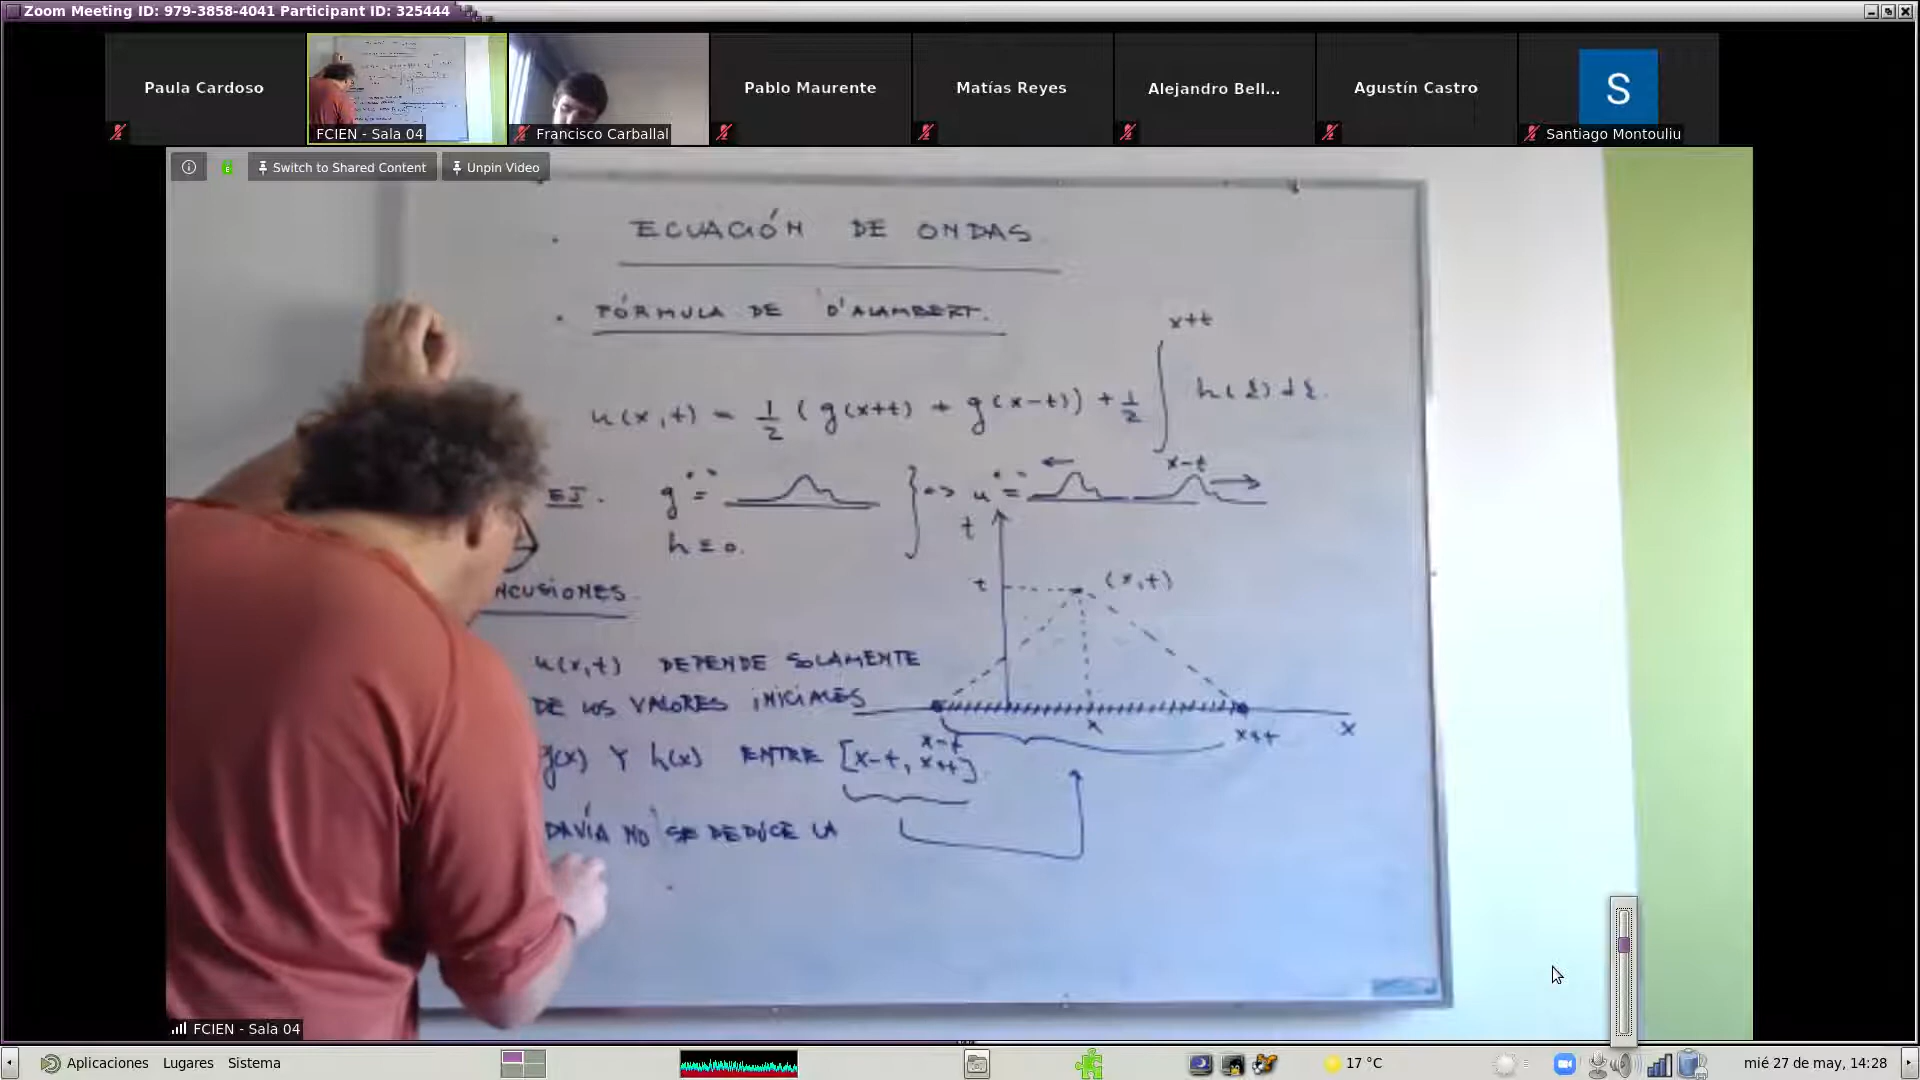 Zoom Meeting ID: 979-3858-4041 Participant ID: 325444
Paula Cardoso
FCIEN - Sala 04
Francisco Carballal
Pablo Maurente
Matías Reyes
Alejandro Bell...
Agustín Castro
S
Santiago Montouliu
Switch to Shared Content
Unpin Video
ECUACIÓN DE ONDAS
. FÓRMULA DE D'ALAMBERT.
u(x,t) = 1/2 (g(x+t) + g(x-t)) + 1/2 ∫ h(ξ)dξ.
x+t
x-t
EJ. g "=" } => u "="
h ≡ 0.
t
t
(x,t)
NCUSIONES
u(x,t) DEPENDE SOLAMENTE
DE LOS VALORES INICIALES
g(x) Y h(x) ENTRE [x-t, x+t]
x-t
x
x+t
x
DAVÍA NO SE DEDUCE LA
FCIEN - Sala 04
Aplicaciones Lugares Sistema
17 °C
mié 27 de may, 14:28